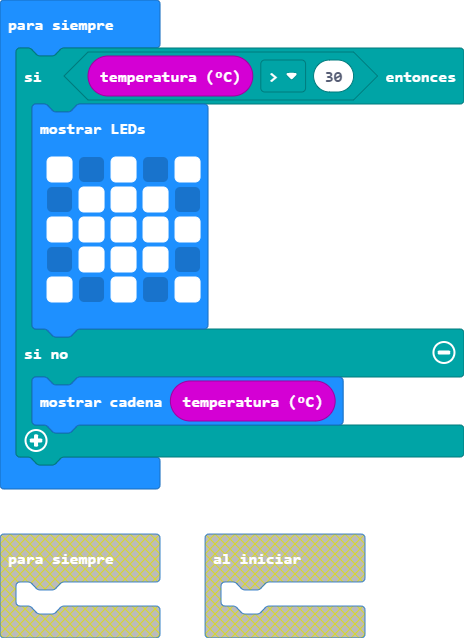 para siempre
si temperatura (ºC) > 30 entonces
mostrar LEDs
si no
mostrar cadena temperatura (ºC)
para siempre al iniciar